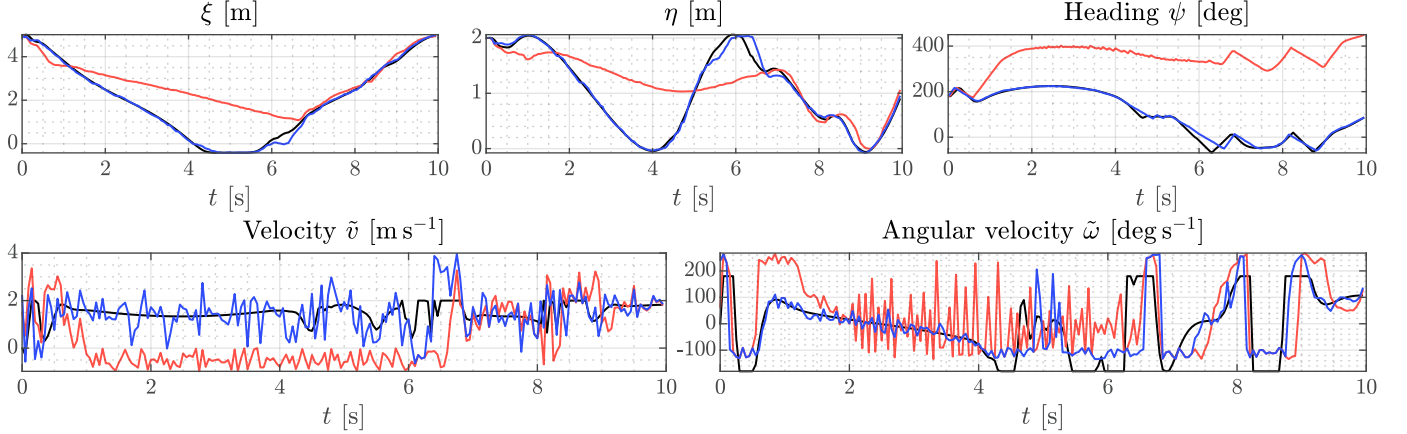 ξ [m]
4
2
0
0 2 4 6 8 10
t [s]
η [m]
2
1
0
0 2 4 6 8 10
t [s]
Heading ψ [deg]
400
200
0
0 2 4 6 8 10
t [s]
Velocity ṽ [m s⁻¹]
4
2
0
0 2 4 6 8 10
t [s]
Angular velocity ω̃ [deg s⁻¹]
200
100
0
-100
0 2 4 6 8 10
t [s]